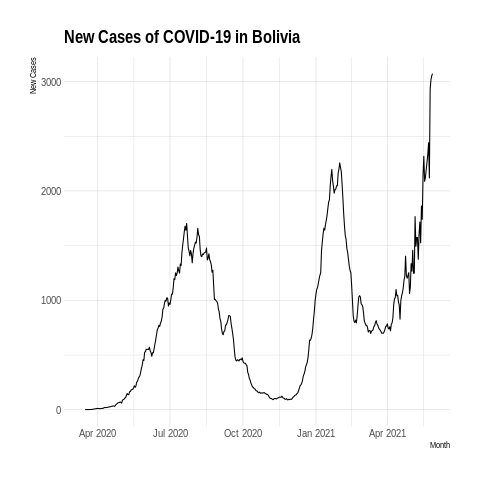 New Cases of COVID-19 in Bolivia
New Cases
3000
2000
1000
0
Apr 2020 Jul 2020 Oct 2020 Jan 2021 Apr 2021
Month